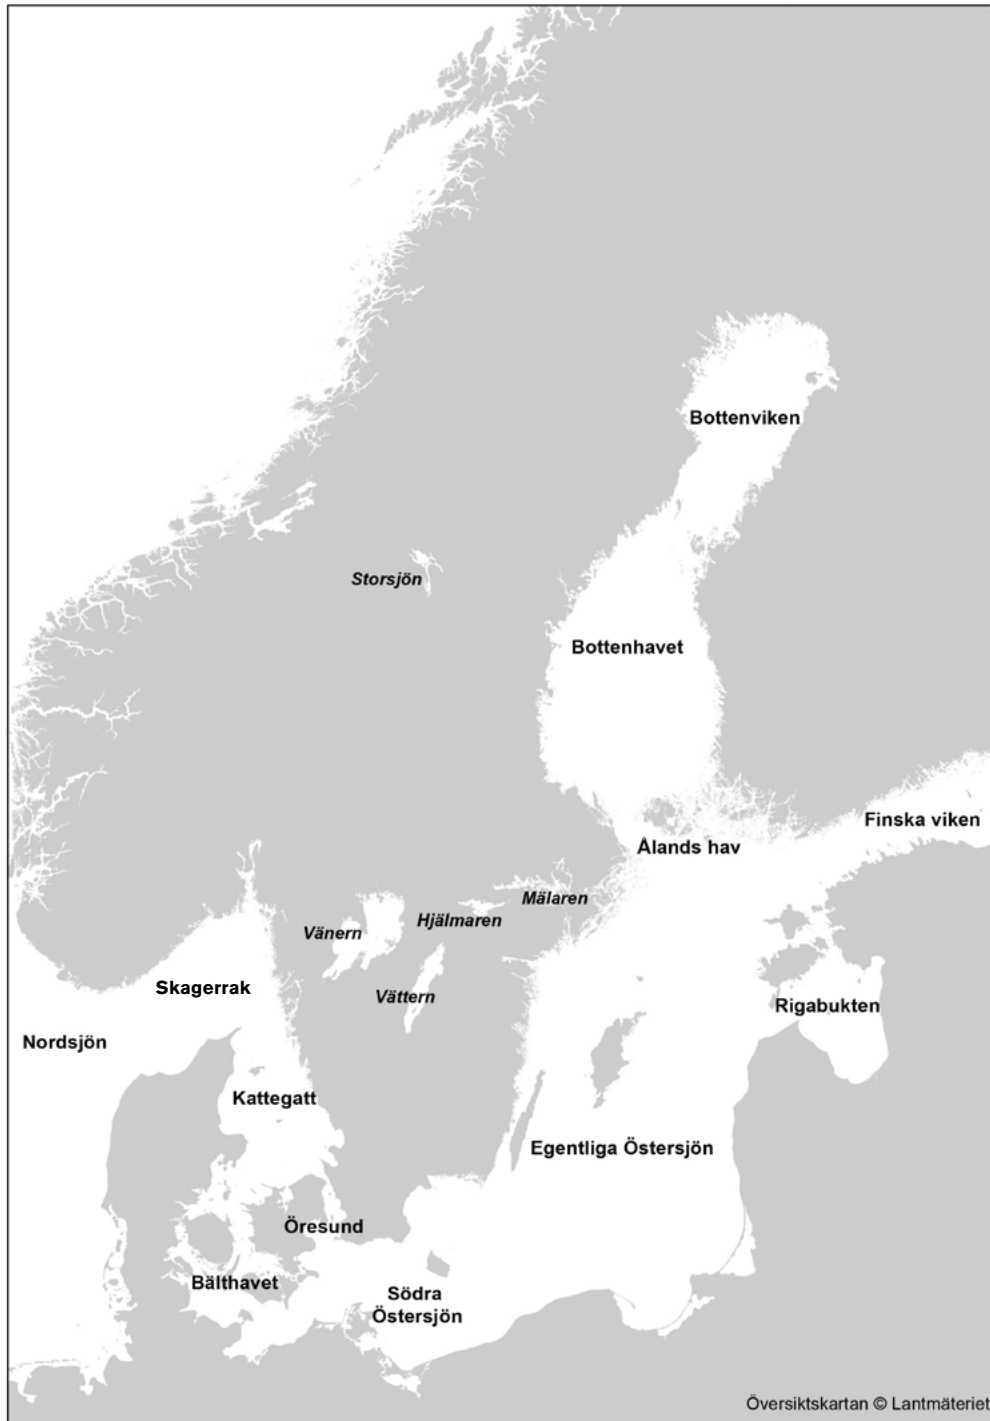 Bottenviken
Storsjön
Bottenhavet
Finska viken
Ålands hav
Mälaren
Hjälmaren
Vänern
Skagerrak
Vättern
Rigabukten
Nordsjön
Kattegatt
Egentliga Östersjön
Öresund
Bälthavet
Södra
Östersjön
Översiktskartan © Lantmäteriet